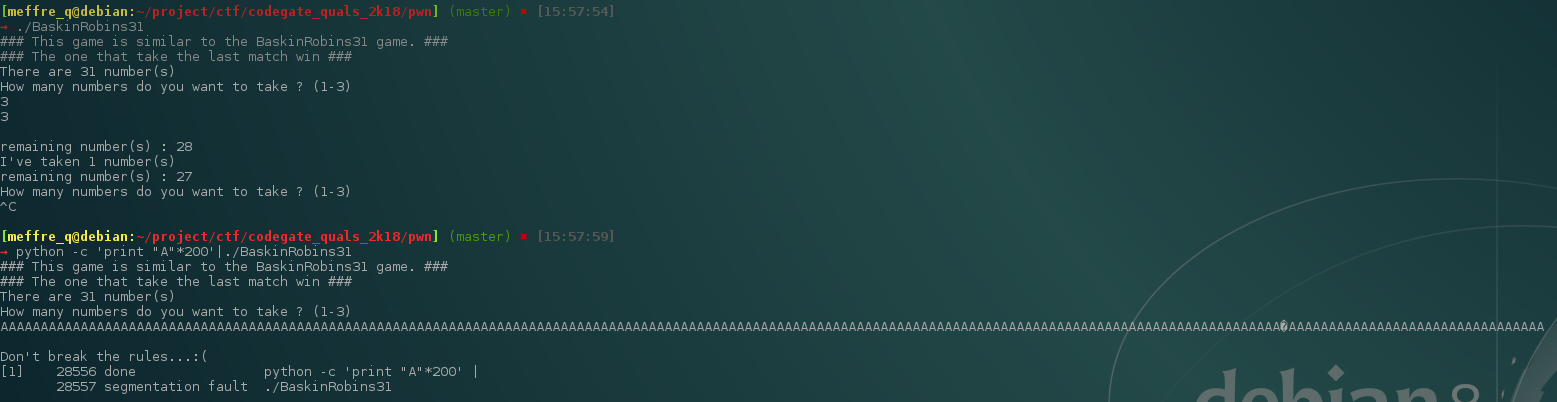 [meffre_q@debian:~/project/ctf/codegate_quals_2k18/pwn] (master) ✖ [15:57:54]
→ ./BaskinRobins31
### This game is similar to the BaskinRobins31 game. ###
### The one that take the last match win ###
There are 31 number(s)
How many numbers do you want to take ? (1-3)
3
3
remaining number(s) : 28
I've taken 1 number(s)
remaining number(s) : 27
How many numbers do you want to take ? (1-3)
^C
[meffre_q@debian:~/project/ctf/codegate_quals_2k18/pwn] (master) ✖ [15:57:59]
→ python -c 'print "A"*200'|./BaskinRobins31
### This game is similar to the BaskinRobins31 game. ###
### The one that take the last match win ###
There are 31 number(s)
How many numbers do you want to take ? (1-3)
AAAAAAAAAAAAAAAAAAAAAAAAAAAAAAAAAAAAAAAAAAAAAAAAAAAAAAAAAAAAAAAAAAAAAAAAAAAAAAAAAAAAAAAAAAAAAAAAAAAAAAAAAAAAAAAAAAAAAAAAAAAAAAAAAAAAAAAAAAAAAAAAAAAAAAAAAAAAAAAA�AAAAAAAAAAAAAAAAAAAAAAAAAAAAAAAA
Don't break the rules...:(
[1]    28556 done                python -c 'print "A"*200' |
       28557 segmentation fault  ./BaskinRobins31
debian 8